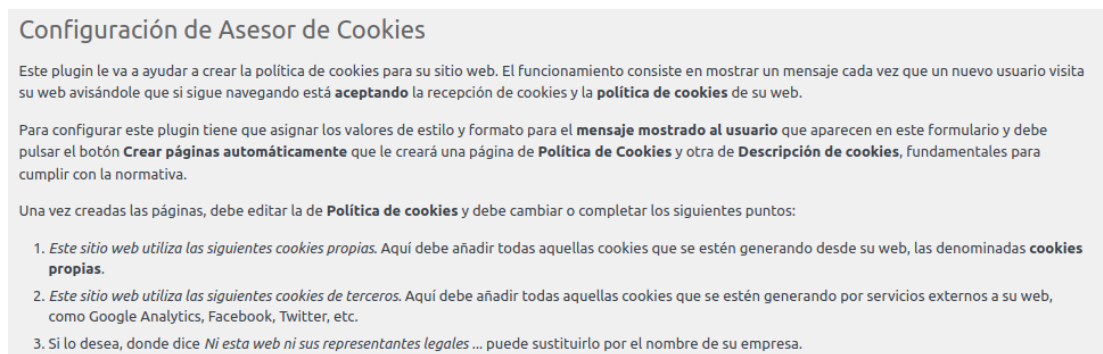 Configuración de Asesor de Cookies
Este plugin le va a ayudar a crear la política de cookies para su sitio web. El funcionamiento consiste en mostrar un mensaje cada vez que un nuevo usuario visita
su web avisándole que si sigue navegando está aceptando la recepción de cookies y la política de cookies de su web.
Para configurar este plugin tiene que asignar los valores de estilo y formato para el mensaje mostrado al usuario que aparecen en este formulario y debe
pulsar el botón Crear páginas automáticamente que le creará una página de Política de Cookies y otra de Descripción de cookies, fundamentales para
cumplir con la normativa.
Una vez creadas las páginas, debe editar la de Política de cookies y debe cambiar o completar los siguientes puntos:
1. Este sitio web utiliza las siguientes cookies propias. Aquí debe añadir todas aquellas cookies que se estén generando desde su web, las denominadas cookies
propias.
2. Este sitio web utiliza las siguientes cookies de terceros. Aquí debe añadir todas aquellas cookies que se estén generando por servicios externos a su web,
como Google Analytics, Facebook, Twitter, etc.
3. Si lo desea, donde dice Ni esta web ni sus representantes legales ... puede sustituirlo por el nombre de su empresa.